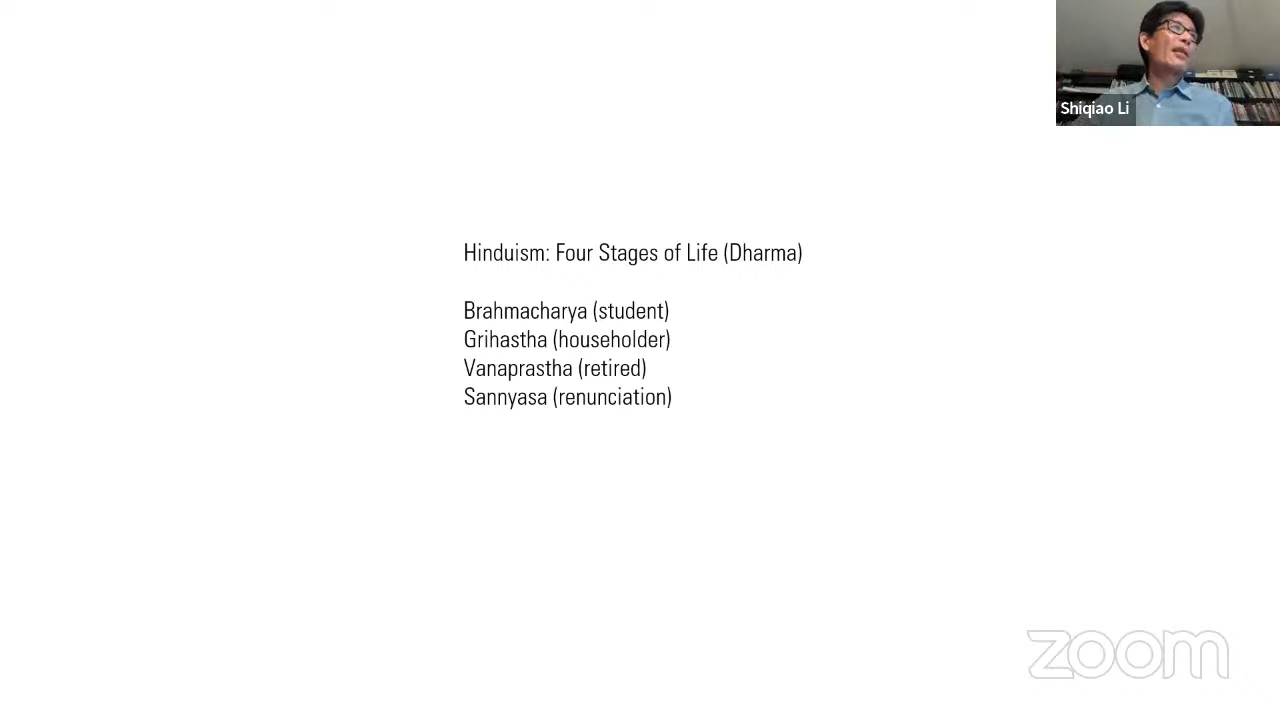 Shiqiao Li
Hinduism: Four Stages of Life (Dharma)
Brahmacharya (student)
Grihastha (householder)
Vanaprastha (retired)
Sannyasa (renunciation)
zoom